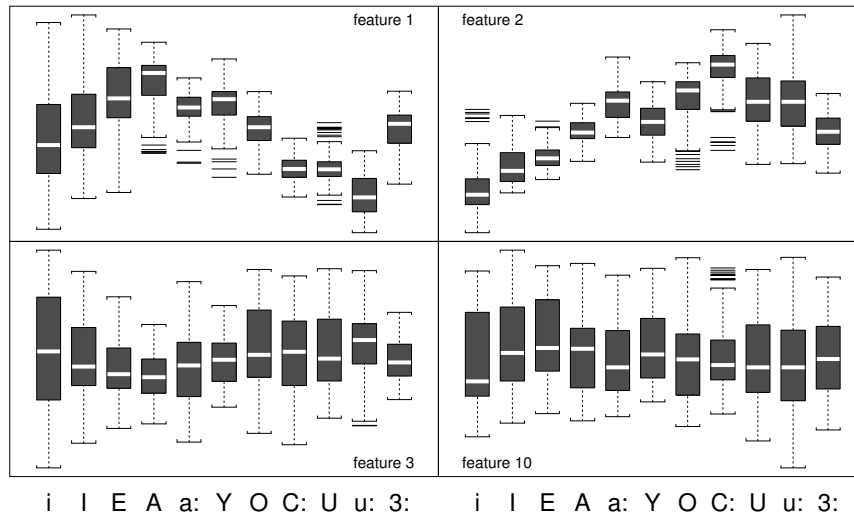 feature 1
feature 2
feature 3
feature 10
i I E A a: Y O C: U u: 3:
i I E A a: Y O C: U u: 3: